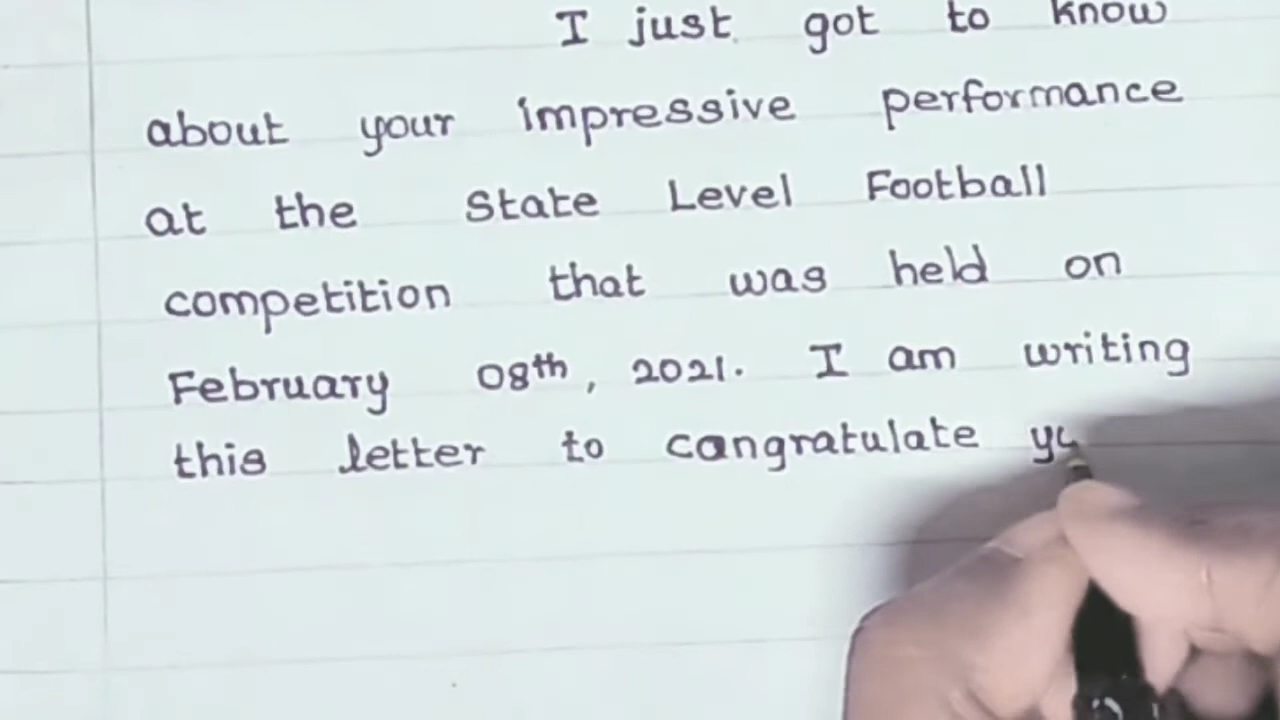 I just got to know
about your impressive performance
at the State Level Football
competition that was held on
February 08th, 2021. I am writing
this letter to cangratulate